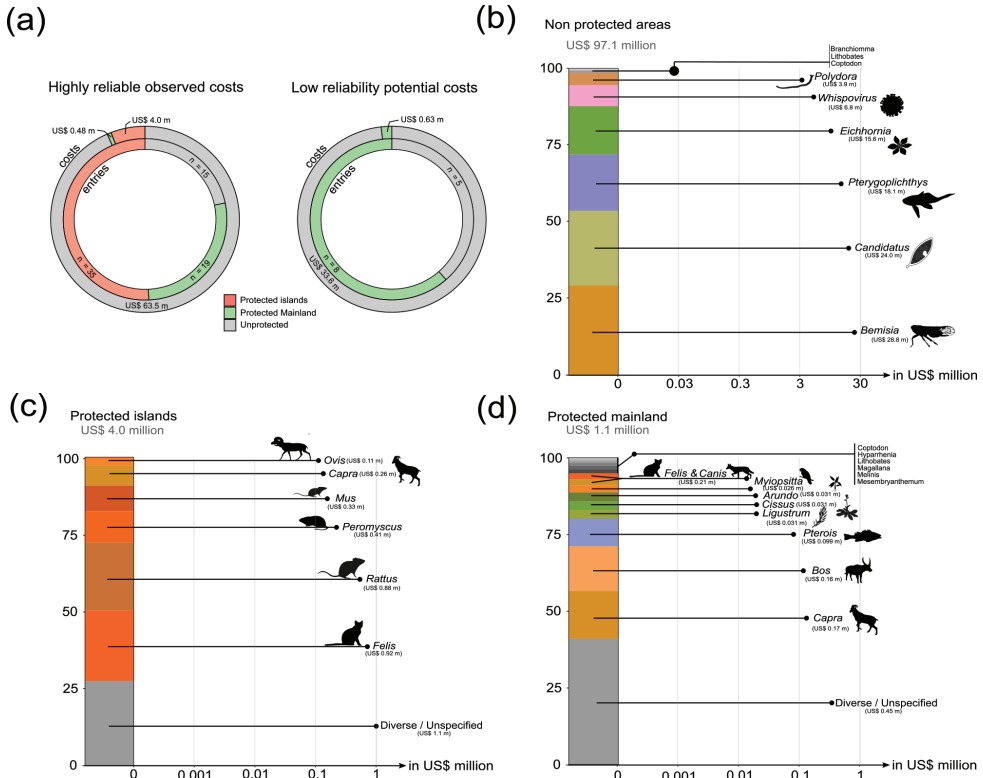 (a)
Highly reliable observed costs
Low reliability potential costs
US$ 4.0 m
US$ 0.48 m
costs
entries
n = 15
n = 35
n = 19
US$ 63.5 m
US$ 0.63 m
costs
entries
n = 5
n = 8
US$ 33.6 m
Protected islands
Protected Mainland
Unprotected
(b)
Non protected areas
US$ 97.1 million
Branchiomma
Lithobates
Coptodon
Polydora
(US$ 3.9 m)
Whispovirus
(US$ 6.8 m)
Eichhornia
(US$ 15.6 m)
Pterygoplichthys
(US$ 18.1 m)
Candidatus
(US$ 24.0 m)
Bemisia
(US$ 28.8 m)
100
75
50
25
0
0 0.03 0.3 3 30 in US$ million
(c)
Protected islands
US$ 4.0 million
Ovis (US$ 0.11 m)
Capra (US$ 0.26 m)
Mus
(US$ 0.33 m)
Peromyscus
(US$ 0.41 m)
Rattus
(US$ 0.88 m)
Felis
(US$ 0.92 m)
Diverse / Unspecified
(US$ 1.1 m)
100
75
50
25
0
0 0.001 0.01 0.1 1 in US$ million
(d)
Protected mainland
US$ 1.1 million
Coptodon
Hyparrhenia
Lithobates
Magallana
Melinis
Mesembryanthemum
Felis & Canis
(US$ 0.21 m)
Myiopsitta
(US$ 0.026 m)
Arundo
(US$ 0.031 m)
Cissus (US$ 0.031 m)
Ligustrum
(US$ 0.031 m)
Pterois
(US$ 0.099 m)
Bos
(US$ 0.16 m)
Capra
(US$ 0.17 m)
Diverse / Unspecified
(US$ 0.45 m)
100
75
50
25
0
0 0.001 0.01 0.1 1 in US$ million